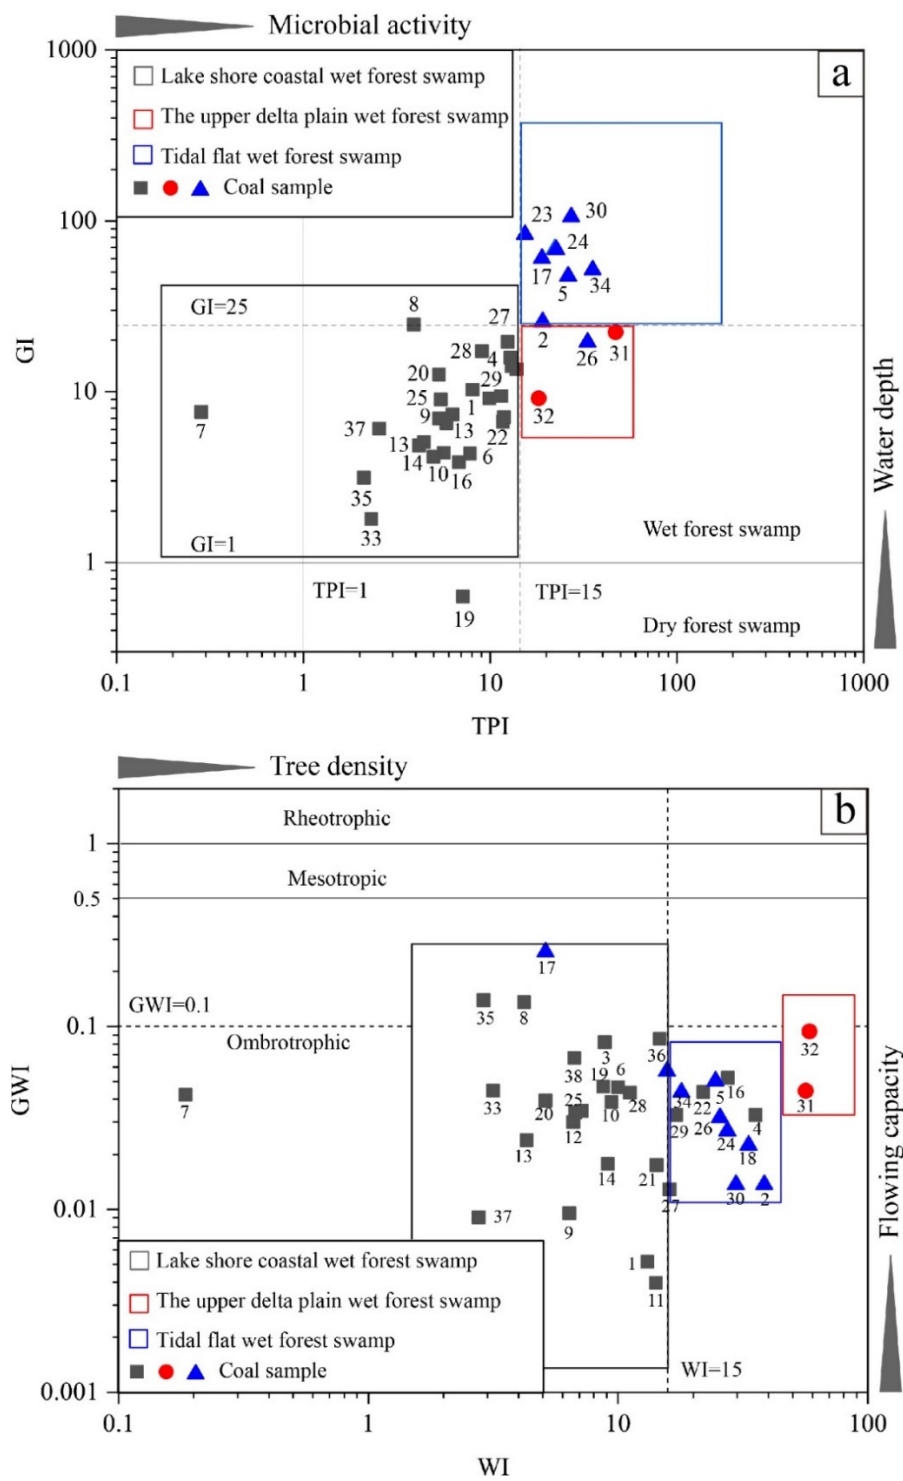 Microbial activity
1000
a
Lake shore coastal wet forest swamp
The upper delta plain wet forest swamp
Tidal flat wet forest swamp
Coal sample
23
30
100
24
17
5
34
GI=25
8
27
2
26
31
GI
28
4
20
29
10
25
1
32
7
9
37
13
13
22
14
10
6
16
35
33
Water depth
GI=1
Wet forest swamp
1
TPI=1
TPI=15
19
Dry forest swamp
0.1
1
10
100
1000
TPI
Tree density
b
Rheotrophic
1
Mesotropic
0.5
17
GWI=0.1
35
8
0.1
Ombrotrophic
3
36
32
38
19
6
7
33
20
25
10
28
34
5
16
31
12
29
22
26
4
24
18
GWI
13
14
21
30
2
27
37
9
0.01
Lake shore coastal wet forest swamp
1
The upper delta plain wet forest swamp
11
Tidal flat wet forest swamp
Coal sample
WI=15
Flowing capacity
0.001
0.1
1
10
100
WI